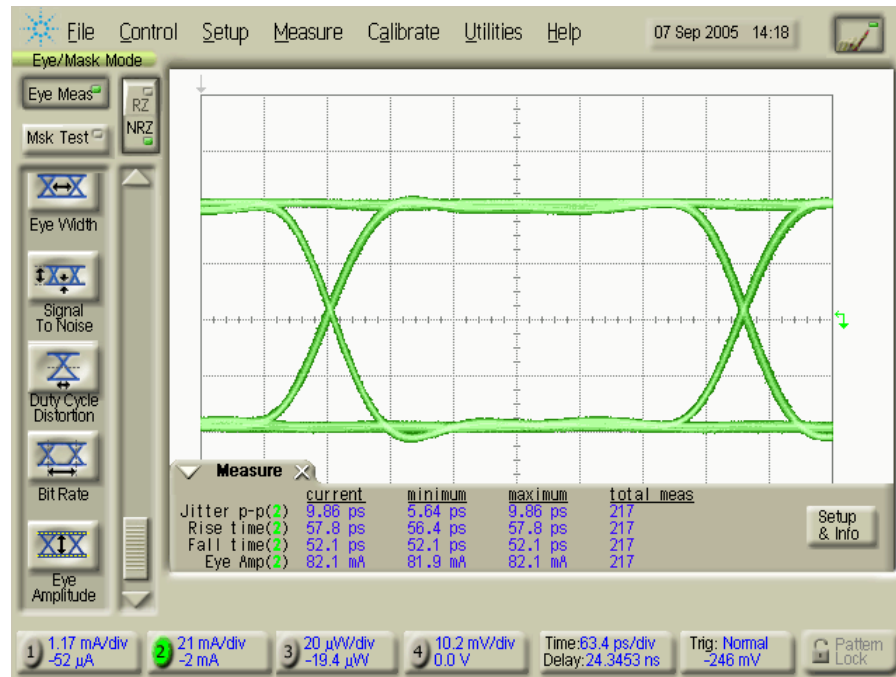 File Control Setup Measure Calibrate Utilities Help 07 Sep 2005 14:18
Eye/Mask Mode
Eye Meas
RZ
NRZ
Msk Test
Eye Width
Signal
To Noise
Duty Cycle
Distortion
Bit Rate
Eye
Amplitude
Measure
current minimum maximum total meas
Jitter p-p(2) 9.86 ps 5.64 ps 9.86 ps 217
Rise time(2) 57.8 ps 56.4 ps 57.8 ps 217
Fall time(2) 52.1 ps 52.1 ps 52.1 ps 217
Eye Amp(2) 82.1 mA 81.9 mA 82.1 mA 217
Setup
& Info
1 1.17 mA/div
-52 µA
2 21 mA/div
-2 mA
3 20 µW/div
-19.4 µW
4 10.2 mV/div
0.0 V
Time:63.4 ps/div
Delay:24.3453 ns
Trig: Normal
-246 mV
Pattern
Lock